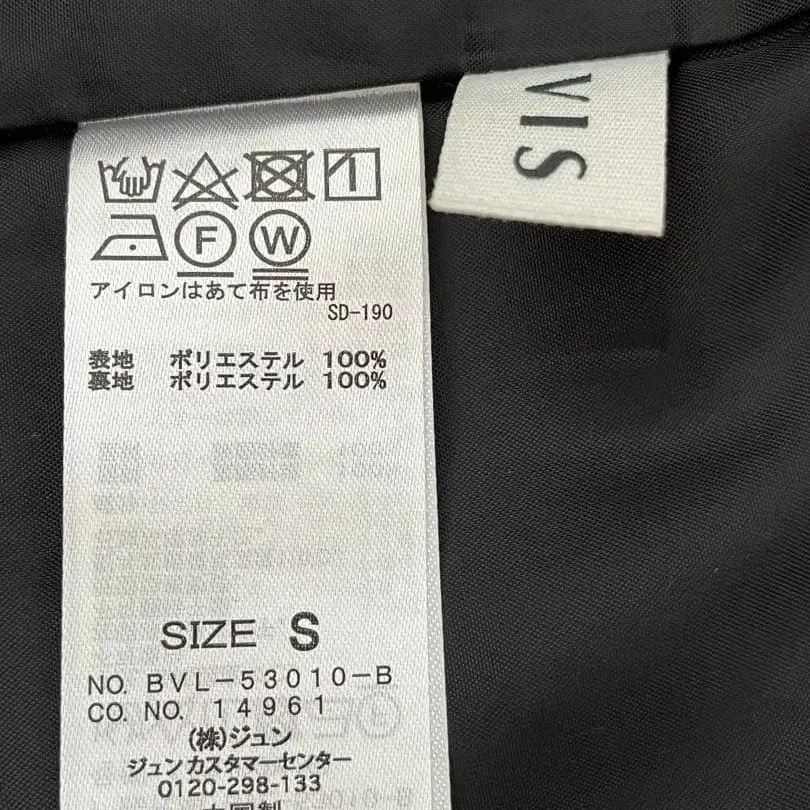 VIS
F W
アイロンはあて布を使用
SD-190
表地 ポリエステル 100%
裏地 ポリエステル 100%
SIZE S
NO. BVL-53010-B
CO. NO. 14961
(株)ジュン
ジュンカスタマーセンター
0120-298-133
中国製